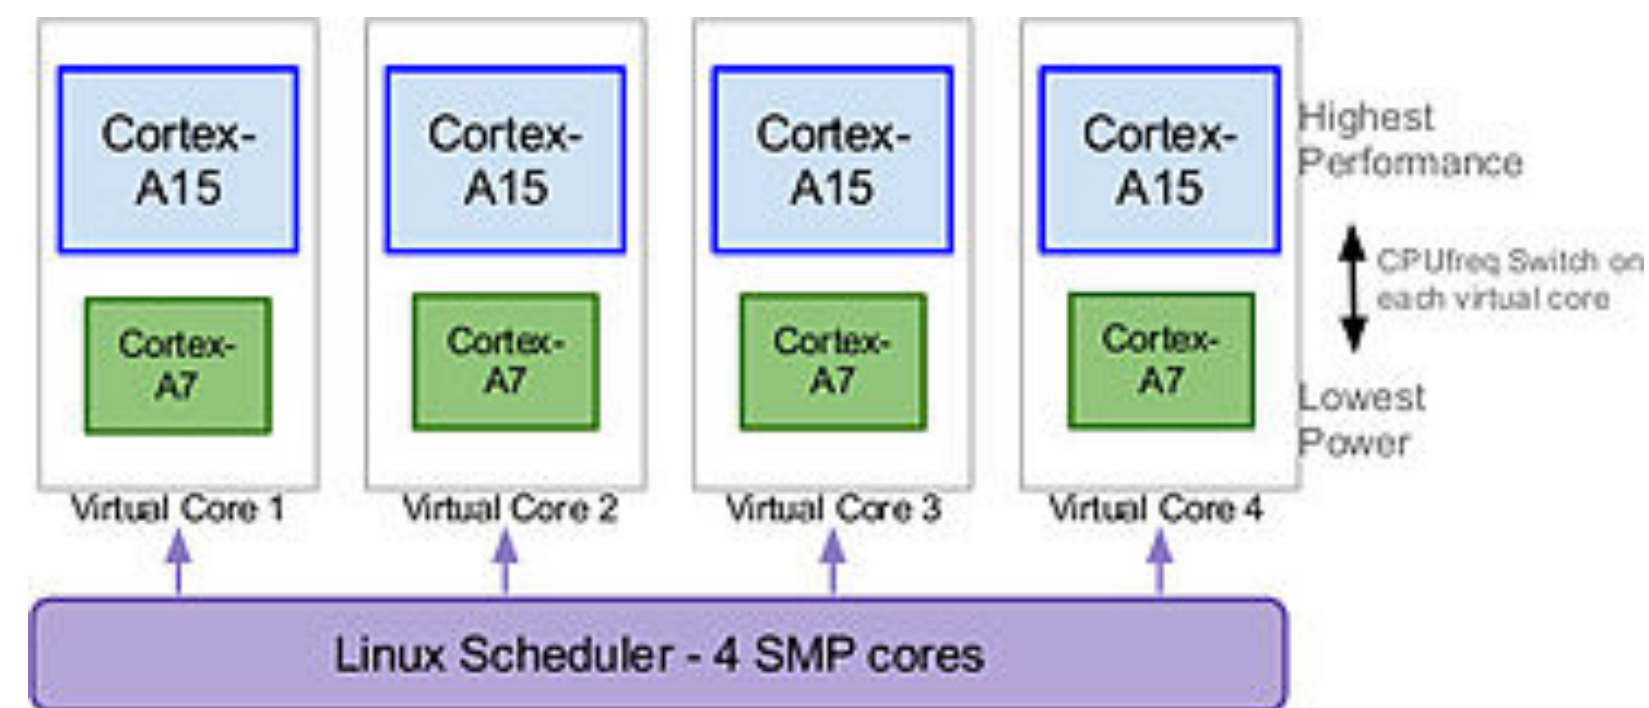 Cortex-
A15
Cortex-
A15
Cortex-
A15
Cortex-
A15
Highest
Performance
CPUfreq Switch on
each virtual core
Cortex-
A7
Cortex-
A7
Cortex-
A7
Cortex-
A7
Lowest
Power
Virtual Core 1
Virtual Core 2
Virtual Core 3
Virtual Core 4
Linux Scheduler - 4 SMP cores